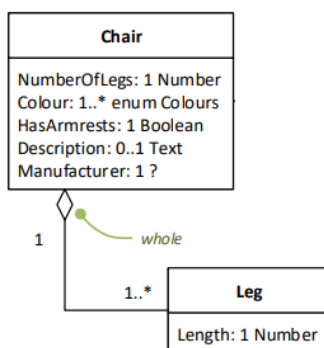 Chair
NumberOfLegs: 1 Number
Colour: 1..* enum Colours
HasArmrests: 1 Boolean
Description: 0..1 Text
Manufacturer: 1 ?
1
whole
1..*
Leg
Length: 1 Number